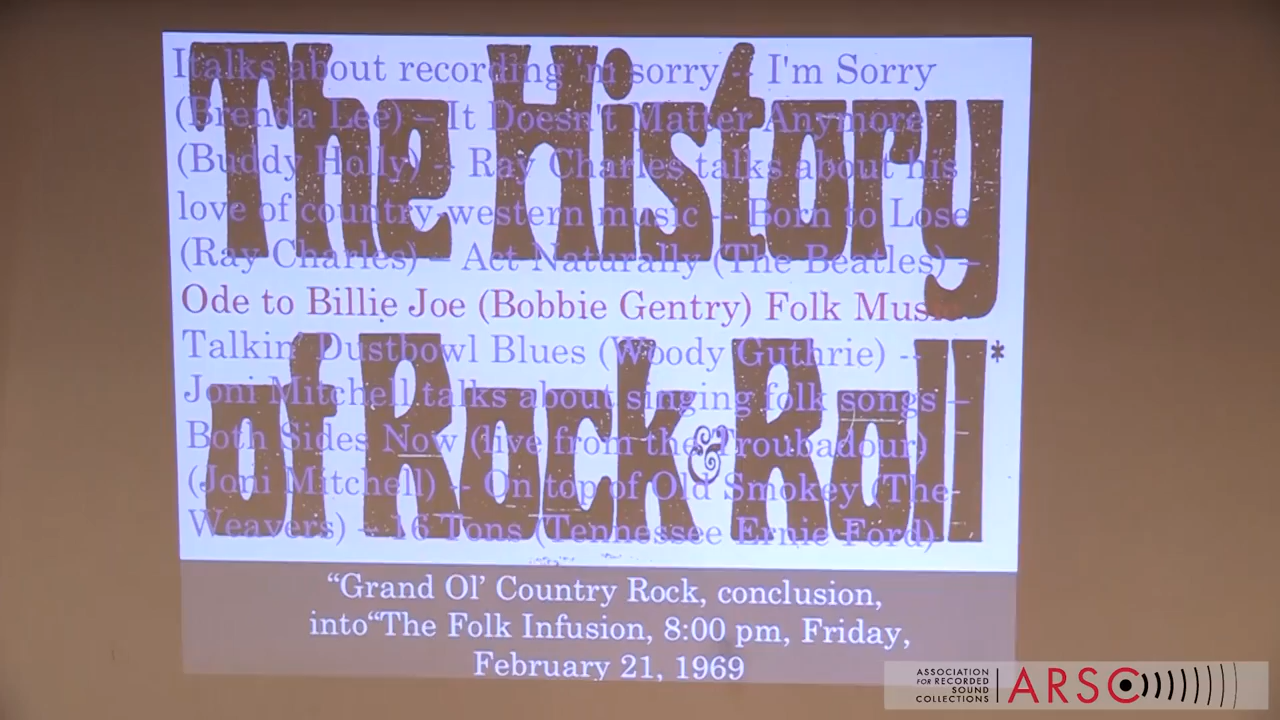 The History
of Rock & Roll*
Italks about recording 'm sorry -- I'm Sorry
(Brenda Lee) – It Doesn't Matter Anymore
(Buddy Holly) – Ray Charles talks about his
love of country-western music -- Born to Lose
(Ray Charles) – Act Naturally (The Beatles) –
Ode to Billie Joe (Bobbie Gentry) Folk Music
Talkin' Dustbowl Blues (Woody Guthrie) --
Joni Mitchell talks about singing folk songs –
Both Sides Now (live from the Troubadour)
(Joni Mitchell) -- On top of Old Smokey (The
Weavers) – 16 Tons (Tennessee Ernie Ford)
“Grand Ol’ Country Rock, conclusion,
into“The Folk Infusion, 8:00 pm, Friday,
February 21, 1969
ASSOCIATION
FOR RECORDED
SOUND
COLLECTIONS
ARSC